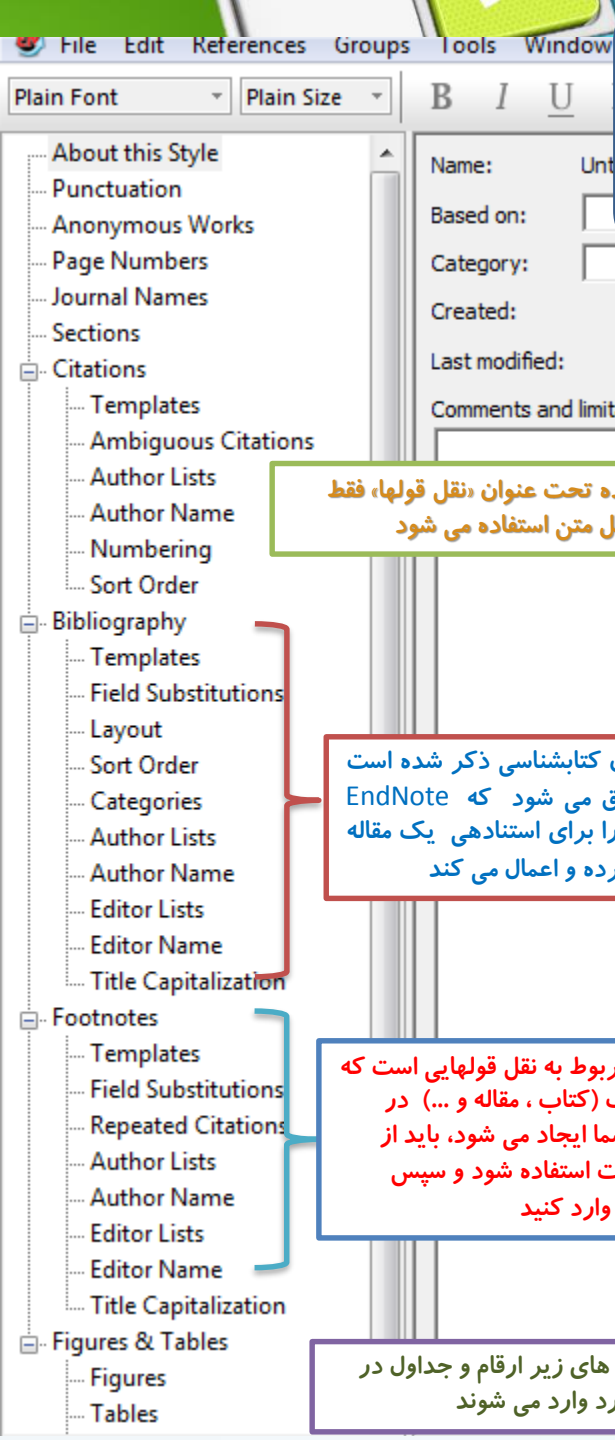 File Edit References Groups Tools Window
Plain Font Plain Size B I U
About this Style
Punctuation
Anonymous Works
Page Numbers
Journal Names
Sections
Citations
Templates
Ambiguous Citations
Author Lists
Author Name
Numbering
Sort Order
Bibliography
Templates
Field Substitutions
Layout
Sort Order
Categories
Author Lists
Author Name
Editor Lists
Editor Name
Title Capitalization
Footnotes
Templates
Field Substitutions
Repeated Citations
Author Lists
Author Name
Editor Lists
Editor Name
Title Capitalization
Figures & Tables
Figures
Tables
Name: Unt
Based on:
Category:
Created:
Last modified:
Comments and limit
تحت عنوان «نقل قولها» فقط
متن استفاده می شود
کتابشناسی ذکر شده است
می شود که EndNote
را برای استنادهی یک مقاله
و اعمال می کند
به نقل قولهایی است که
(کتاب ، مقاله و ...) در
ایجاد می شود، باید از
استفاده شود و سپس
وارد کنید
های زیر ارقام و جداول در
وارد می شوند